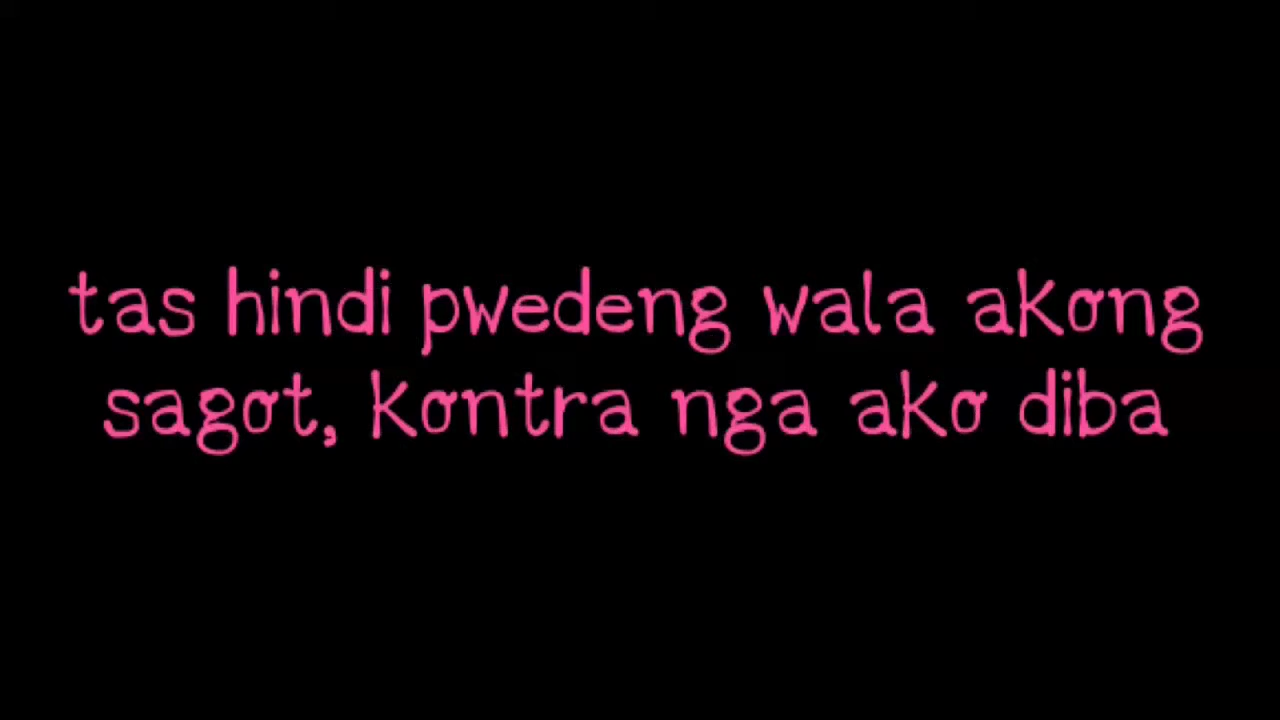 tas hindi pwedeng wala akong
sagot, kontra nga ako diba